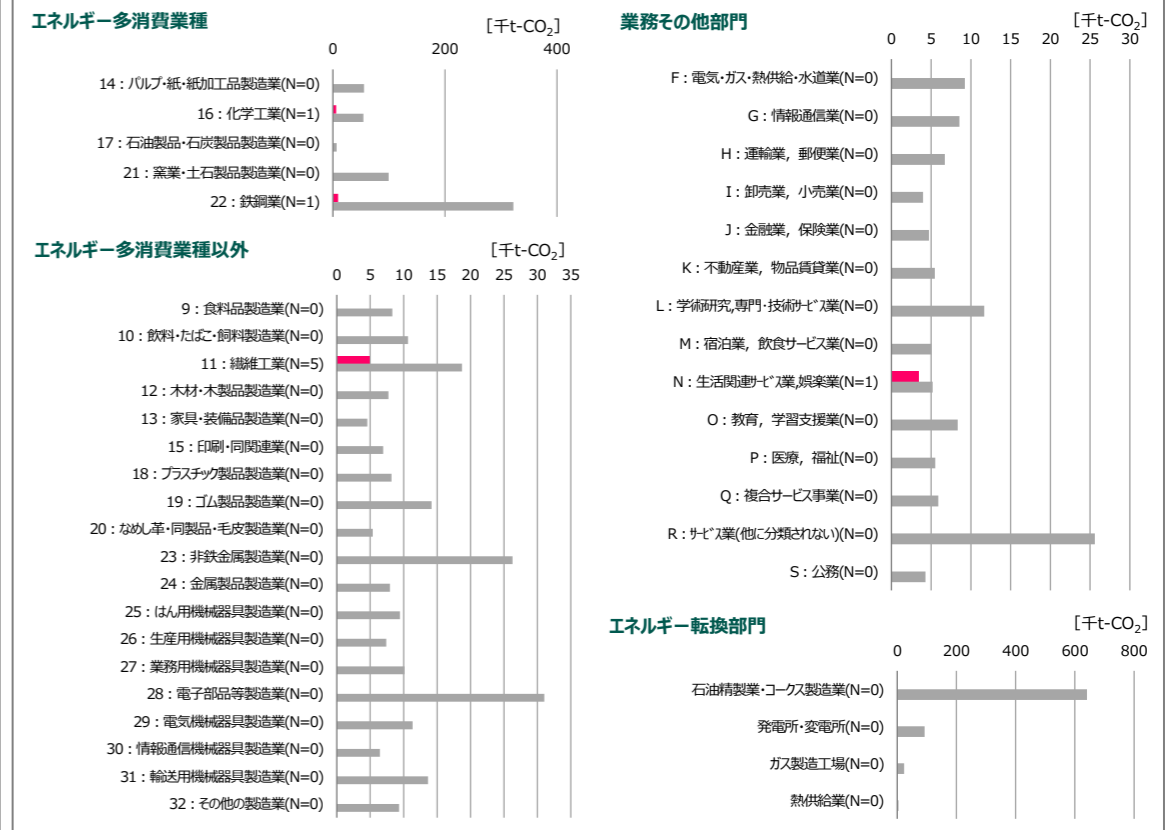 エネルギー多消費業種
[千t-CO₂]
0 200 400
14：パルプ・紙・紙加工品製造業(N=0)
16：化学工業(N=1)
17：石油製品・石炭製品製造業(N=0)
21：窯業・土石製品製造業(N=0)
22：鉄鋼業(N=1)
エネルギー多消費業種以外
[千t-CO₂]
0 5 10 15 20 25 30 35
9：食料品製造業(N=0)
10：飲料・たばこ・飼料製造業(N=0)
11：繊維工業(N=5)
12：木材・木製品製造業(N=0)
13：家具・装備品製造業(N=0)
15：印刷・同関連業(N=0)
18：プラスチック製品製造業(N=0)
19：ゴム製品製造業(N=0)
20：なめし革・同製品・毛皮製造業(N=0)
23：非鉄金属製造業(N=0)
24：金属製品製造業(N=0)
25：はん用機械器具製造業(N=0)
26：生産用機械器具製造業(N=0)
27：業務用機械器具製造業(N=0)
28：電子部品等製造業(N=0)
29：電気機械器具製造業(N=0)
30：情報通信機械器具製造業(N=0)
31：輸送用機械器具製造業(N=0)
32：その他の製造業(N=0)
業務その他部門
[千t-CO₂]
0 5 10 15 20 25 30
F：電気・ガス・熱供給・水道業(N=0)
G：情報通信業(N=0)
H：運輸業，郵便業(N=0)
I：卸売業，小売業(N=0)
J：金融業，保険業(N=0)
K：不動産業，物品賃貸業(N=0)
L：学術研究,専門・技術ｻｰﾋﾞｽ業(N=0)
M：宿泊業，飲食サービス業(N=0)
N：生活関連ｻｰﾋﾞｽ業,娯楽業(N=1)
O：教育，学習支援業(N=0)
P：医療，福祉(N=0)
Q：複合サービス事業(N=0)
R：ｻｰﾋﾞｽ業(他に分類されない)(N=0)
S：公務(N=0)
エネルギー転換部門
[千t-CO₂]
0 200 400 600 800
石油精製業・コークス製造業(N=0)
発電所・変電所(N=0)
ガス製造工場(N=0)
熱供給業(N=0)